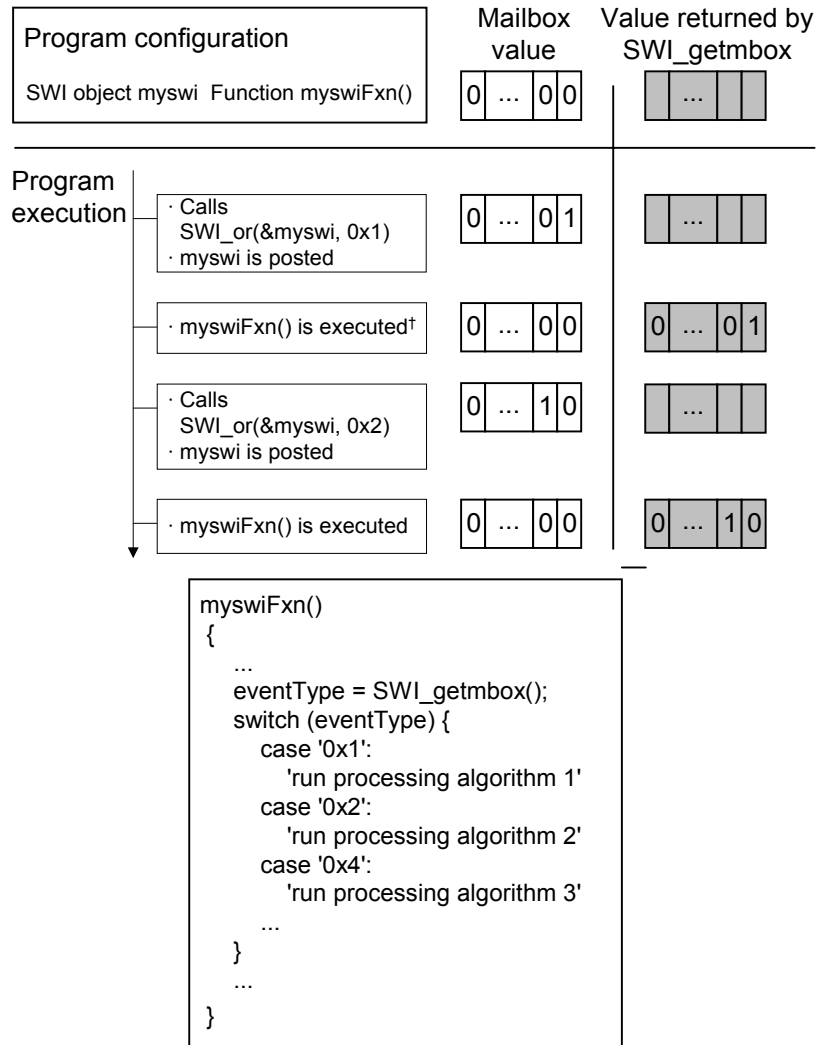 Program configuration
SWI object myswi Function myswiFxn()
Mailbox
value
Value returned by
SWI_getmbox
0 ... 0 0
...
Program
execution
· Calls
SWI_or(&myswi, 0x1)
· myswi is posted
0 ... 0 1
...
· myswiFxn() is executed†
0 ... 0 0
0 ... 0 1
· Calls
SWI_or(&myswi, 0x2)
· myswi is posted
0 ... 1 0
...
· myswiFxn() is executed
0 ... 0 0
0 ... 1 0
myswiFxn()
{
...
eventType = SWI_getmbox();
switch (eventType) {
case '0x1':
'run processing algorithm 1'
case '0x2':
'run processing algorithm 2'
case '0x4':
'run processing algorithm 3'
...
}
...
}